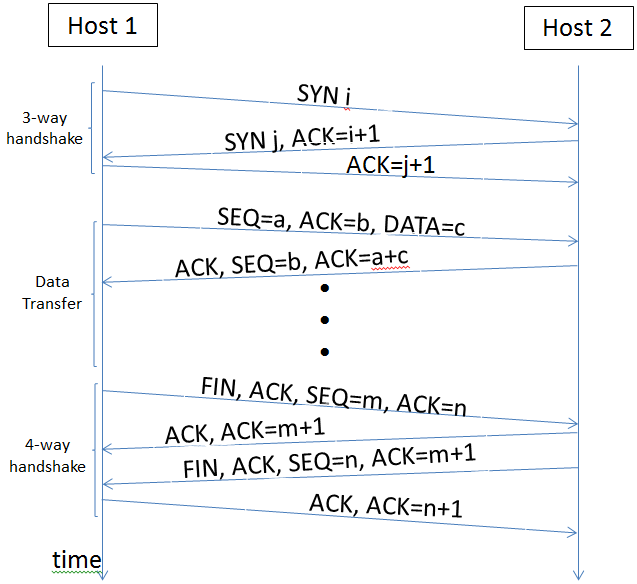 Host 1
Host 2
SYN i
3-way
handshake
SYN j, ACK=i+1
ACK=j+1
SEQ=a, ACK=b, DATA=c
ACK, SEQ=b, ACK=a+c
Data
Transfer
FIN, ACK, SEQ=m, ACK=n
ACK, ACK=m+1
4-way
handshake
FIN, ACK, SEQ=n, ACK=m+1
ACK, ACK=n+1
time